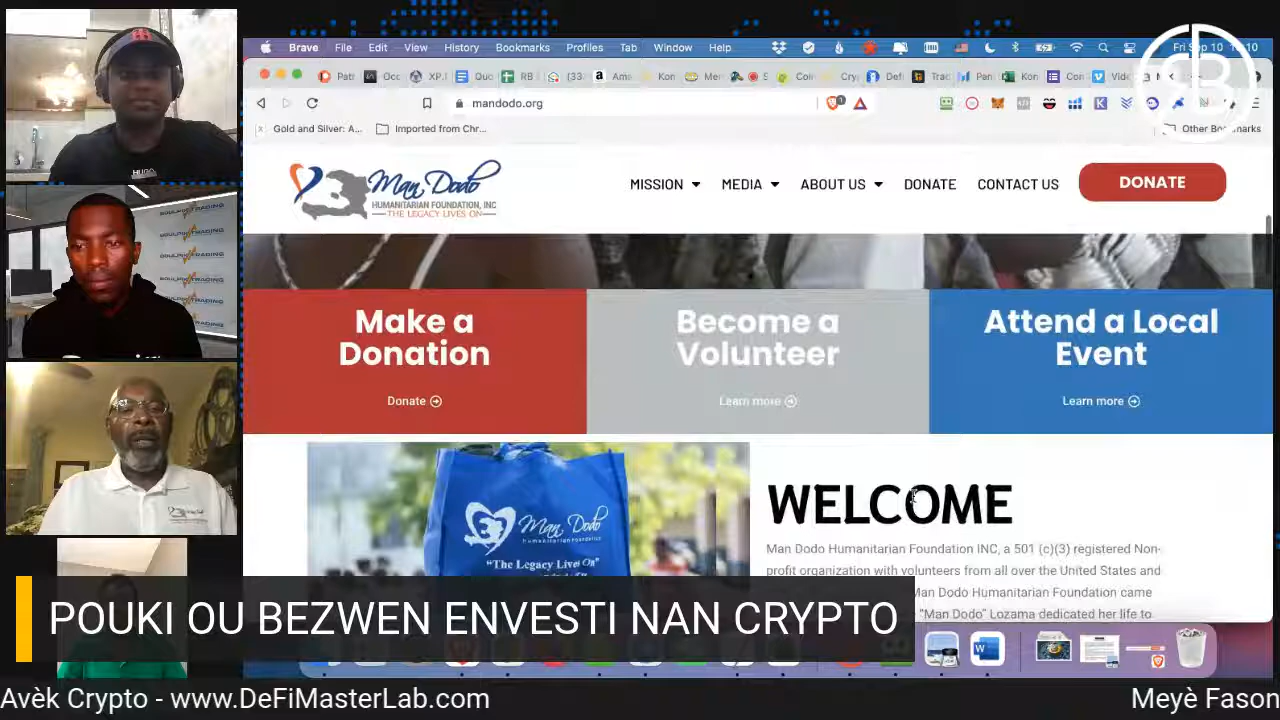 Brave File Edit View History Bookmarks Profiles Tab Window Help
Fri Sep 10
mandodo.org
Gold and Silver: A...
Imported from Chr...
Other Bookmarks
Man Dodo
HUMANITARIAN FOUNDATION, INC
THE LEGACY LIVES ON
MISSION
MEDIA
ABOUT US
DONATE
CONTACT US
DONATE
Make a
Donation
Donate
Become a
Volunteer
Learn more
Attend a Local
Event
Learn more
Man Dodo
"The Legacy Lives On"
WELCOME
Man Dodo Humanitarian Foundation INC, a 501 (c)(3) registered Non-
profit organization with volunteers from all over the United States and
Man Dodo Humanitarian Foundation came
"Man Dodo" Lozama dedicated her life to
POUKI OU BEZWEN ENVESTI NAN CRYPTO
Avèk Crypto - www.DeFiMasterLab.com
Meyè Fason